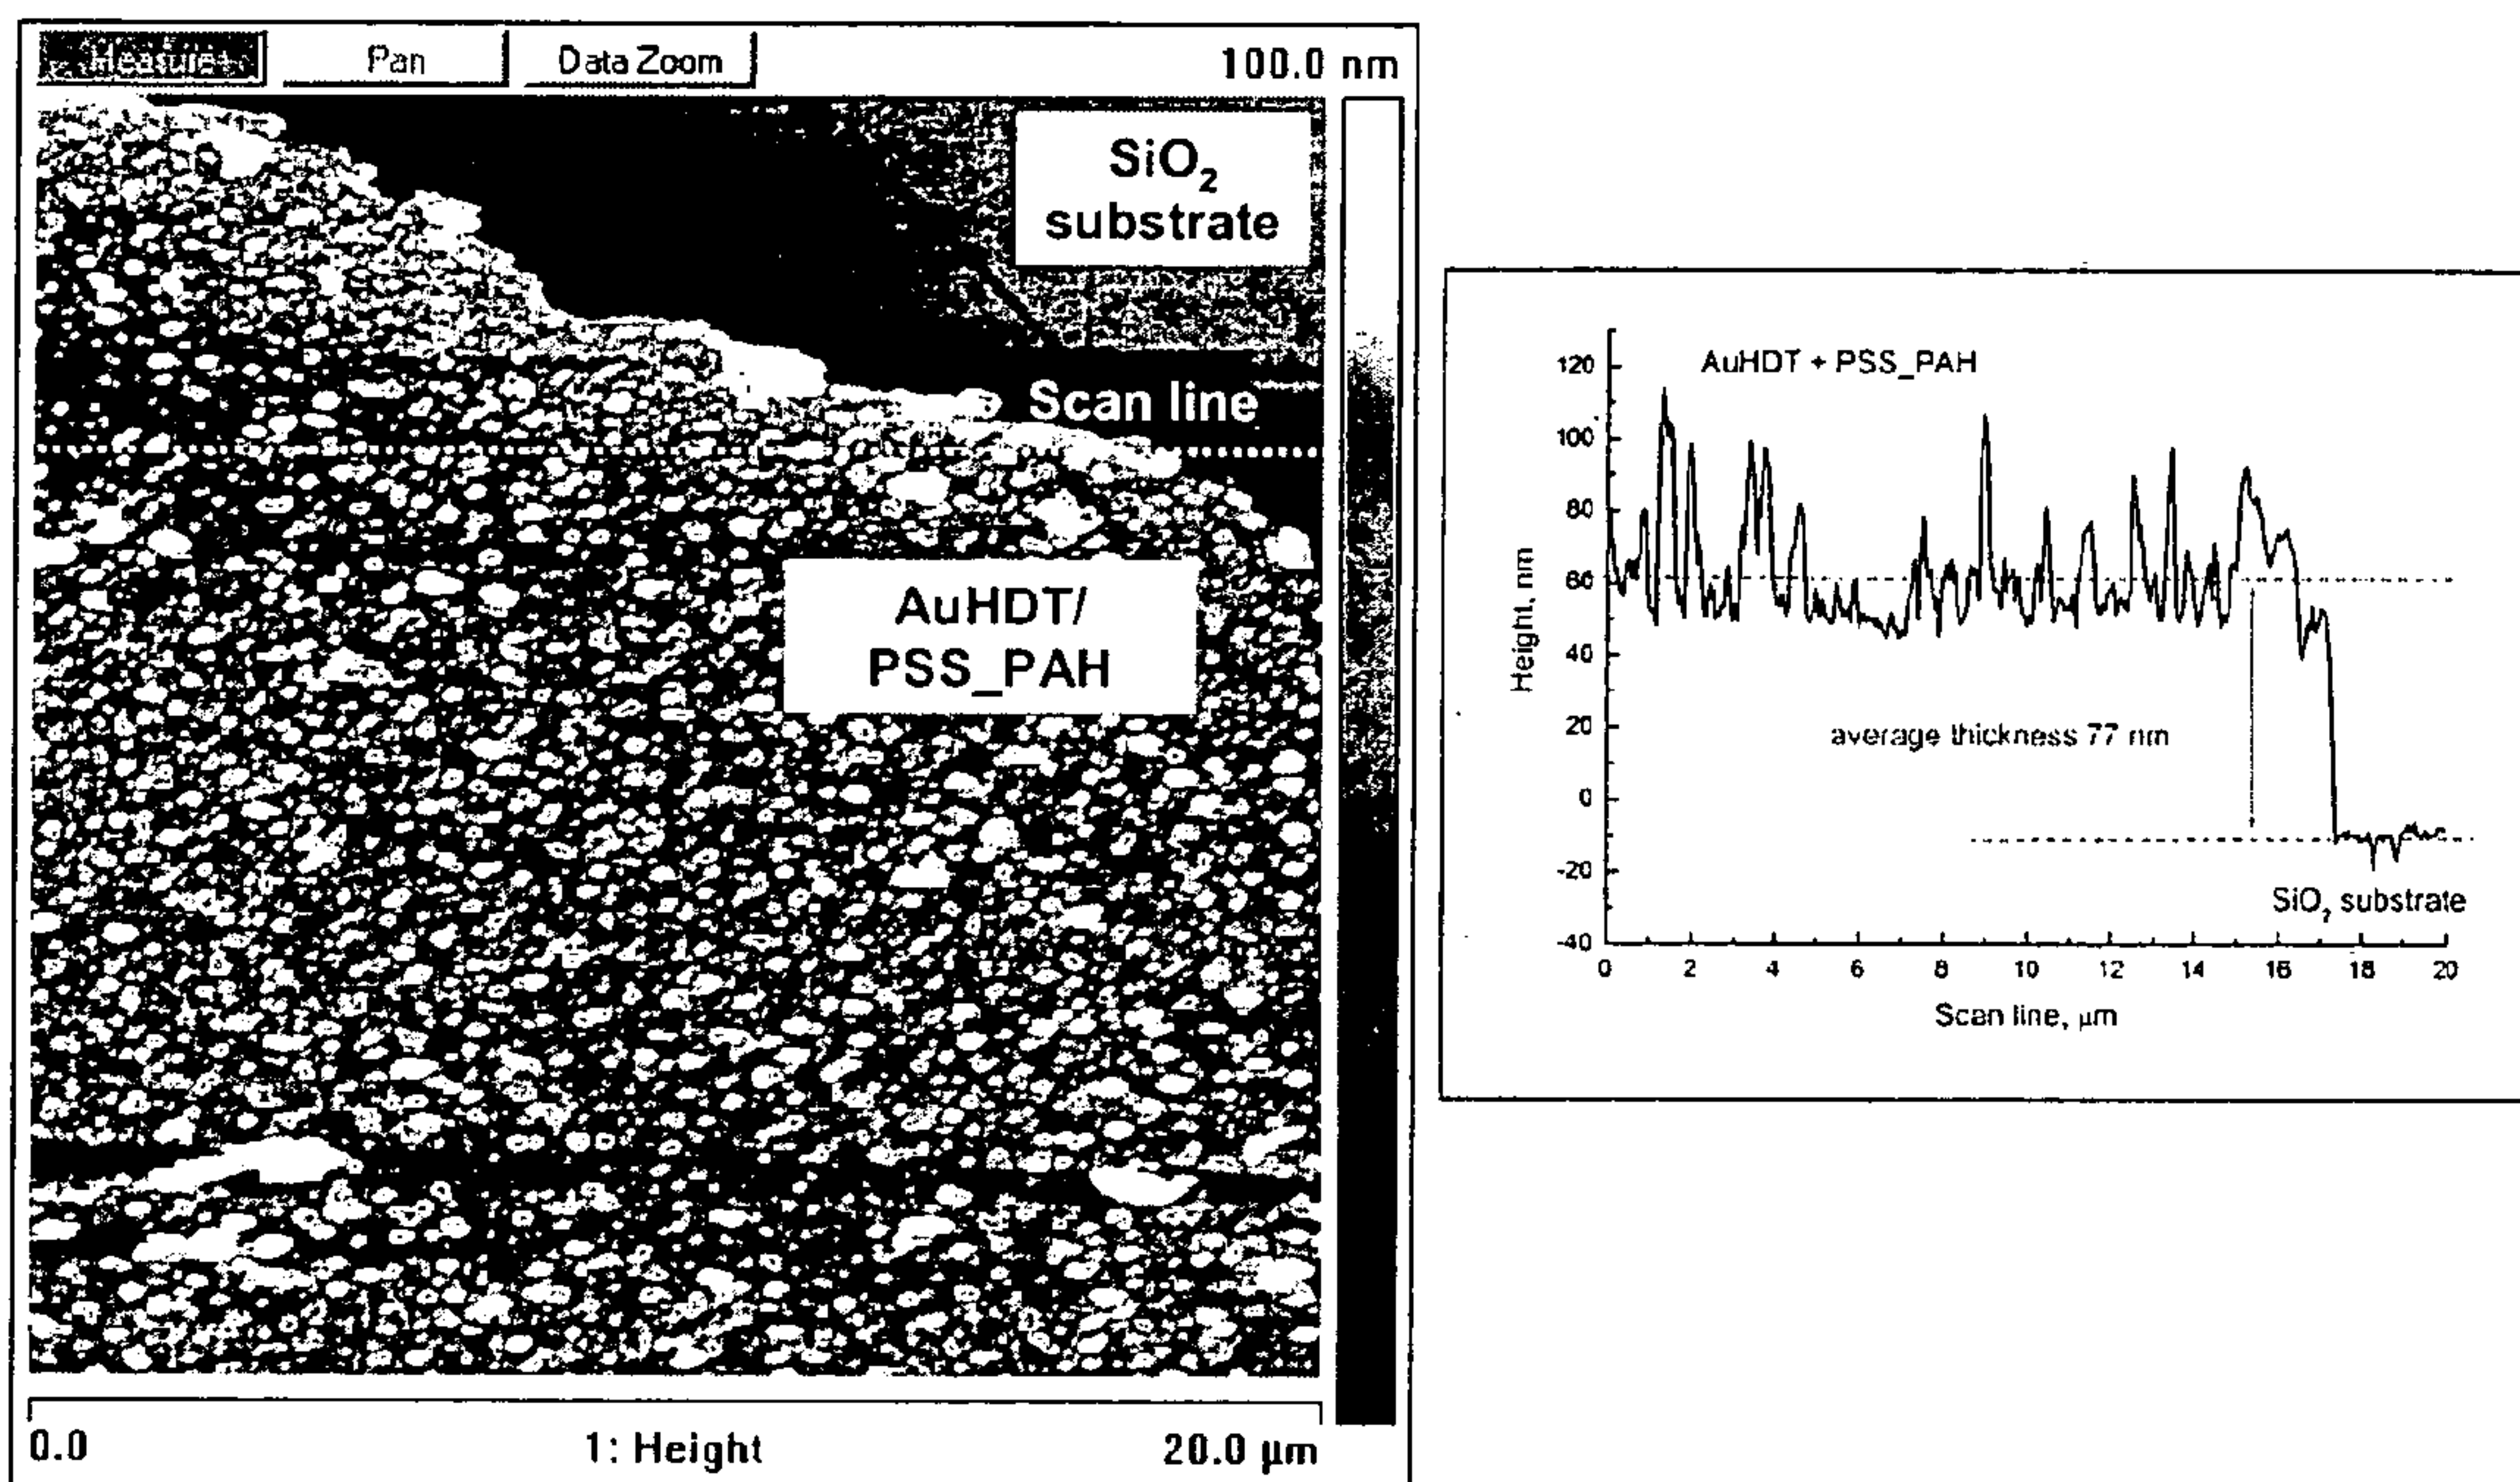 Measure
Pan
Data Zoom
100.0 nm
SiO₂
substrate
Scan line
AuHDT/
PSS_PAH
0.0
1: Height
20.0 µm
AuHDT + PSS_PAH
120
100
80
60
40
20
0
-20
-40
Height, nm
average thickness 77 nm
SiO₂ substrate
0 2 4 6 8 10 12 14 16 18 20
Scan line, µm